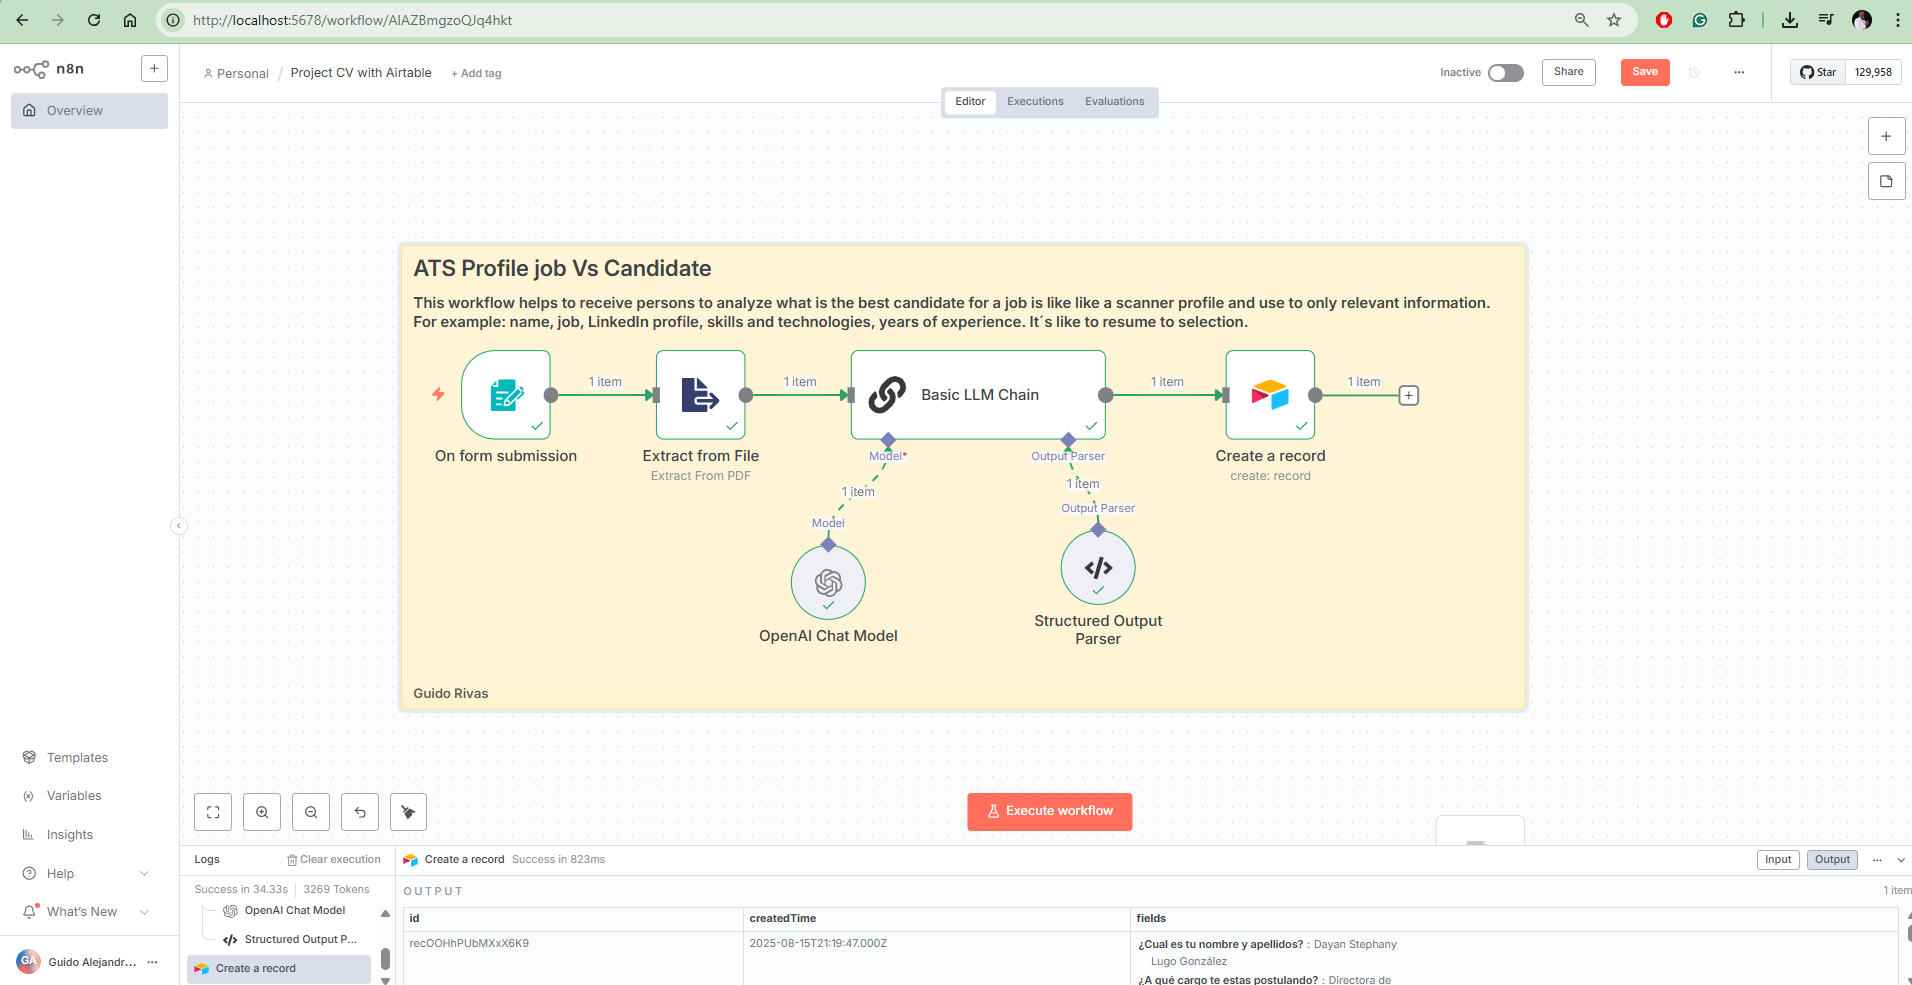 http://localhost:5678/workflow/AIAZBmgzoQJq4hkt
n8n
+
Overview
Personal / Project CV with Airtable + Add tag
Inactive
Share
Save
...
Star 129,958
Editor Executions Evaluations
ATS Profile job Vs Candidate
This workflow helps to receive persons to analyze what is the best candidate for a job is like like a scanner profile and use to only relevant information.
For example: name, job, LinkedIn profile, skills and technologies, years of experience. It´s like to resume to selection.
1 item 1 item 1 item 1 item
Basic LLM Chain
On form submission
Extract from File
Extract From PDF
Model*
Output Parser
Create a record
create: record
1 item
1 item
Model
Output Parser
OpenAI Chat Model
Structured Output
Parser
Guido Rivas
Templates
Variables
Insights
Help
What's New
GA Guido Alejandr... ...
Execute workflow
Logs Clear execution
Success in 34.33s | 3269 Tokens
OpenAI Chat Model
Structured Output P...
Create a record
Create a record Success in 823ms
Input Output ...
OUTPUT 1 item
id createdTime fields
recOOHhPUbMXxX6K9 2025-08-15T21:19:47.000Z ¿Cual es tu nombre y apellidos? : Dayan Stephany
Lugo González
¿A qué cargo te estas postulando? : Directora de